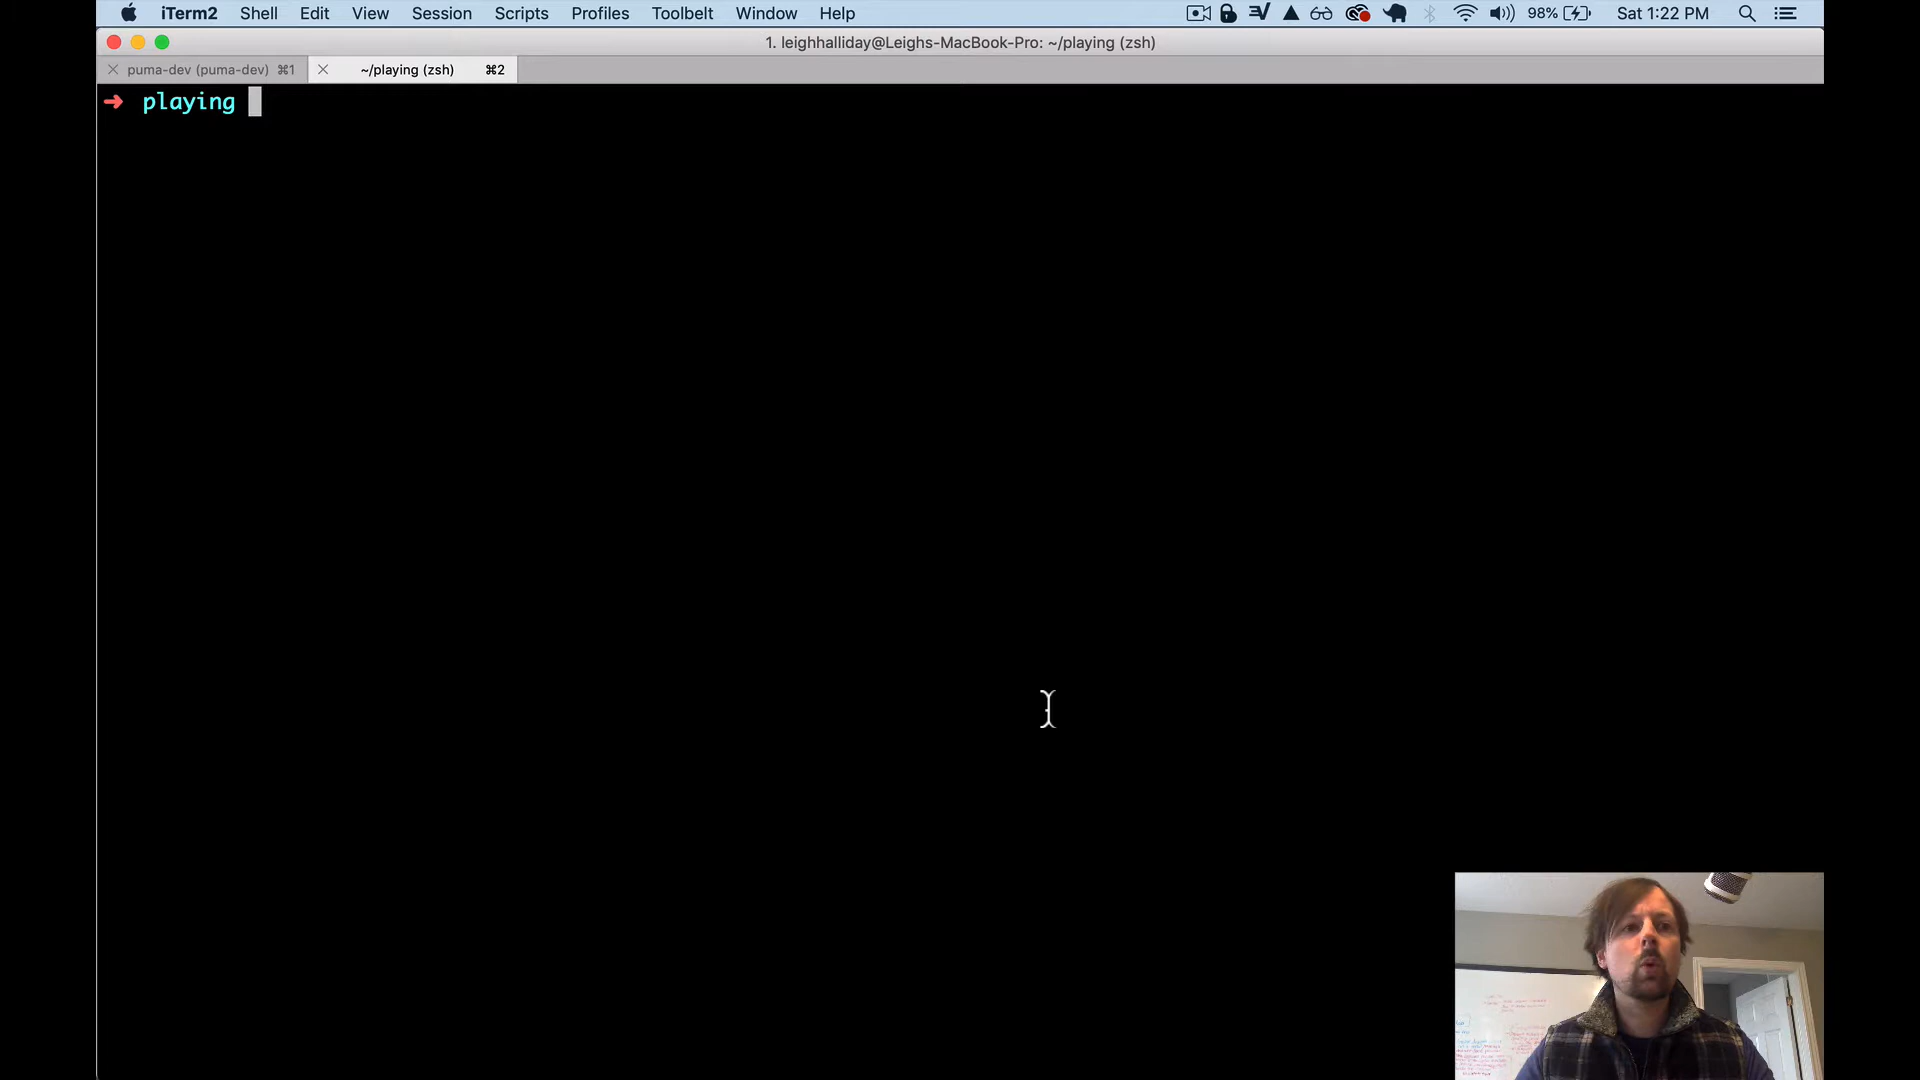 iTerm2 Shell Edit View Session Scripts Profiles Toolbelt Window Help 98% Sat 1:22 PM
1. leighhalliday@Leighs-MacBook-Pro: ~/playing (zsh)
puma-dev (puma-dev) ⌘1 ~/playing (zsh) ⌘2
➜ playing